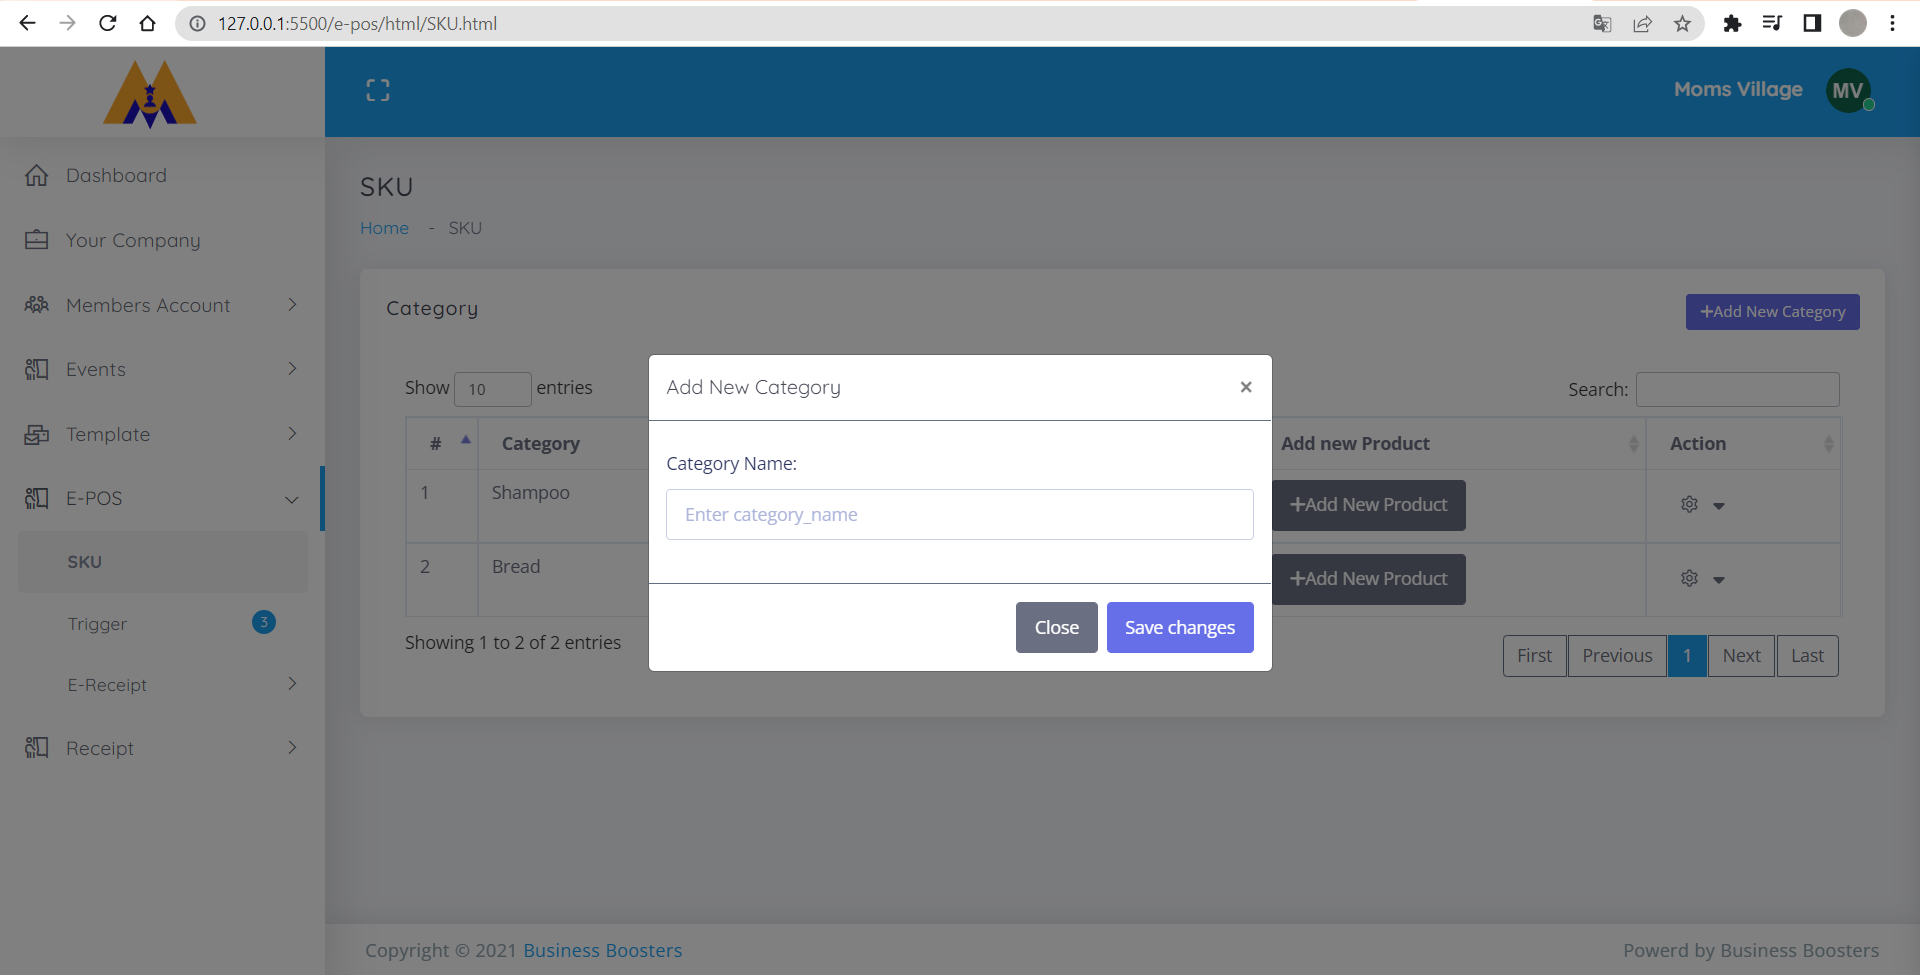 127.0.0.1:5500/e-pos/html/SKU.html
Moms Village MV
Dashboard
Your Company
Members Account
Events
Template
E-POS
SKU
Trigger 3
E-Receipt
Receipt
SKU
Home - SKU
Category
+Add New Category
Show 10 entries
Search:
# Category Add new Product Action
1 Shampoo +Add New Product
2 Bread +Add New Product
Showing 1 to 2 of 2 entries
First Previous 1 Next Last
Add New Category ×
Category Name:
Enter category_name
Close Save changes
Copyright © 2021 Business Boosters
Powerd by Business Boosters